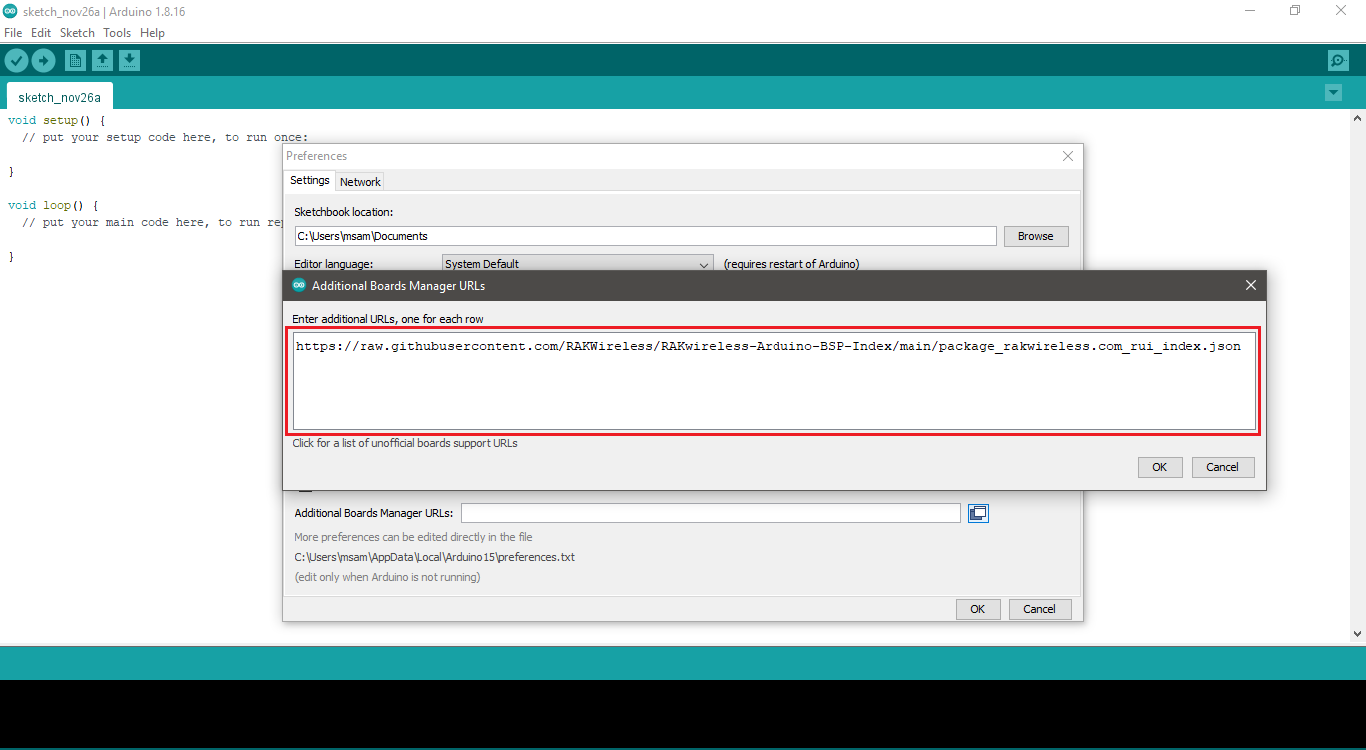 sketch_nov26a | Arduino 1.8.16
File Edit Sketch Tools Help
sketch_nov26a
void setup() {
// put your setup code here, to run once:
}
void loop() {
// put your main code here, to run
}
Preferences
Settings Network
Sketchbook location:
C:\Users\msam\Documents Browse
Editor language: System Default (requires restart of Arduino)
Additional Boards Manager URLs
Enter additional URLs, one for each row
https://raw.githubusercontent.com/RAKWireless/RAKwireless-Arduino-BSP-Index/main/package_rakwireless.com_rui_index.json
Click for a list of unofficial boards support URLs
OK Cancel
Additional Boards Manager URLs:
More preferences can be edited directly in the file
C:\Users\msam\AppData\Local\Arduino15\preferences.txt
(edit only when Arduino is not running)
OK Cancel